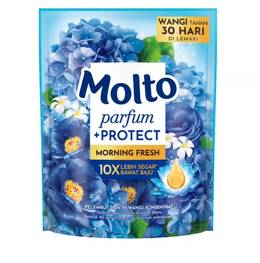 WANGI TAHAN
30 HARI
DI LEMARI
Molto
parfum
+PROTECT
MORNING FRESH
10X LEBIH SEGAR*
RAWAT BAJU*
PELEMBUT DAN PEWANGI KONSENTRAT